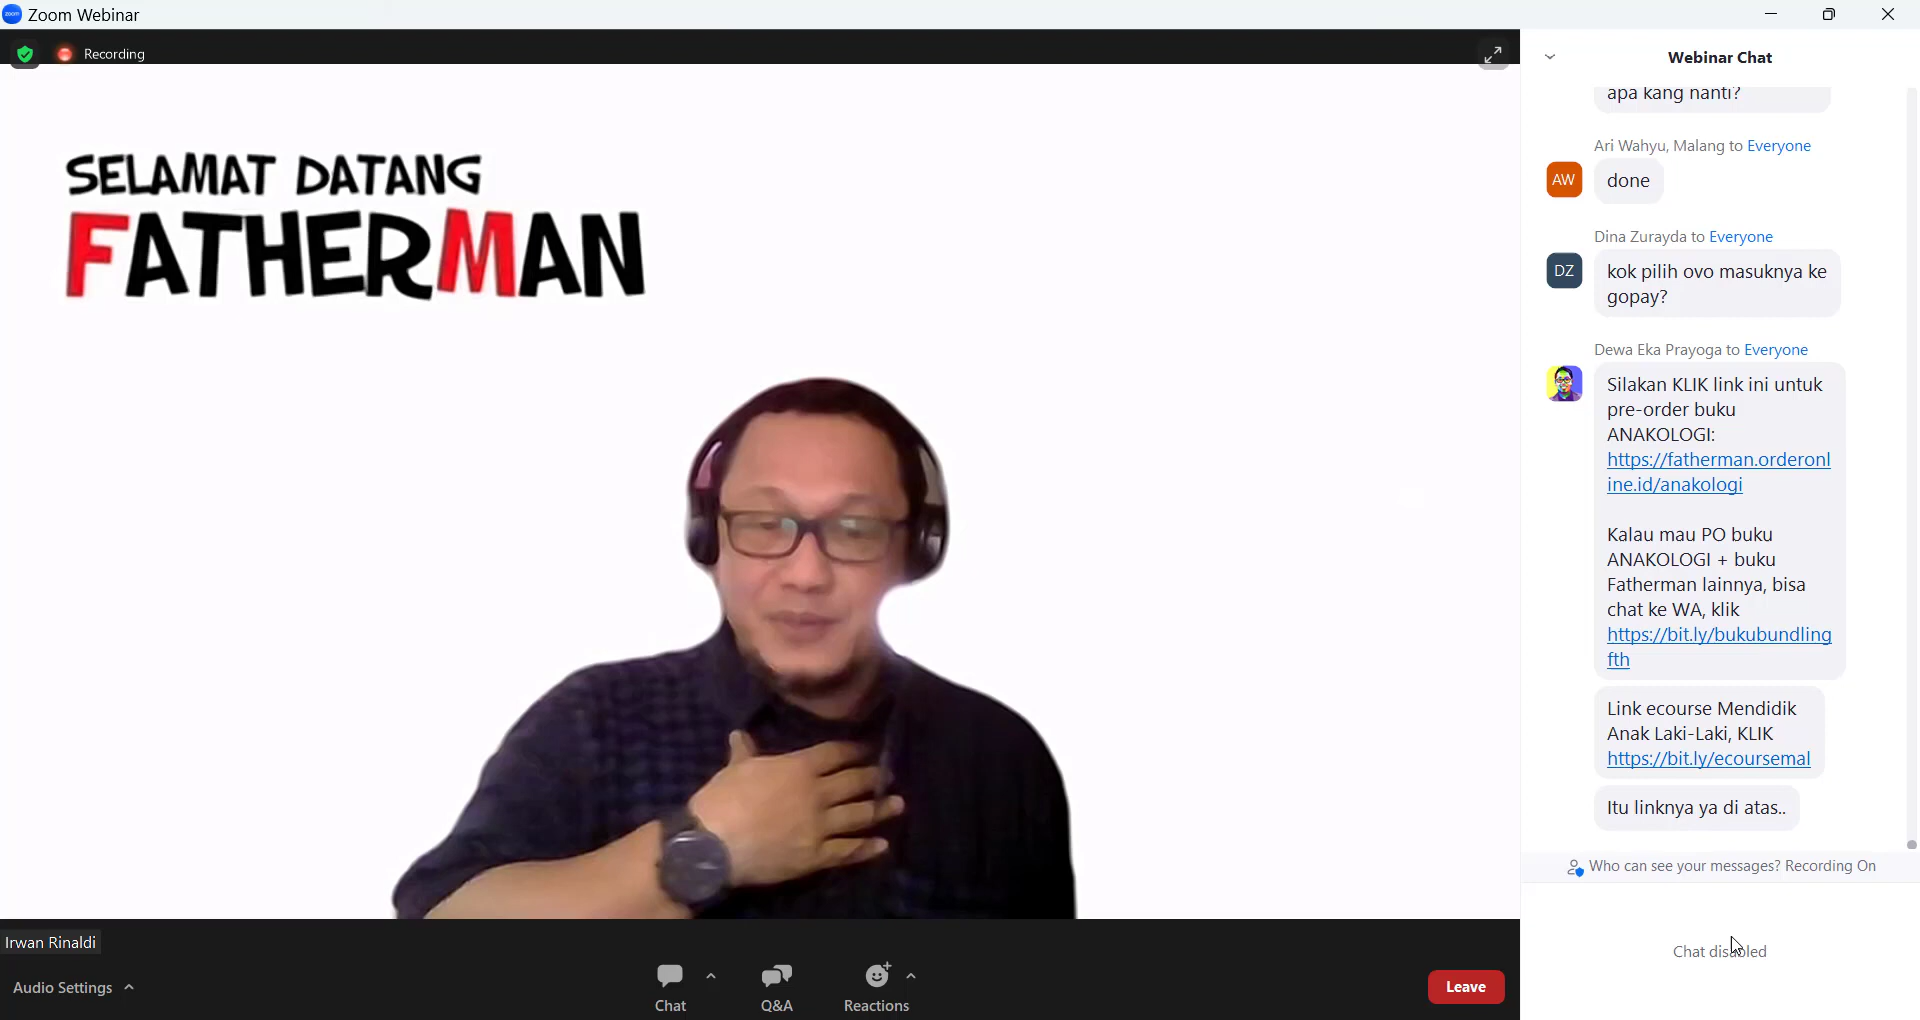 Zoom Webinar
Recording
SELAMAT DATANG
FATHERMAN
Irwan Rinaldi
Audio Settings
Chat
Q&A
Reactions
Leave
Webinar Chat
apa kang nanti?
Ari Wahyu, Malang to Everyone
AW
done
Dina Zurayda to Everyone
DZ
kok pilih ovo masuknya ke
gopay?
Dewa Eka Prayoga to Everyone
Silakan KLIK link ini untuk
pre-order buku
ANAKOLOGI:
https://fatherman.orderonl
ine.id/anakologi
Kalau mau PO buku
ANAKOLOGI + buku
Fatherman lainnya, bisa
chat ke WA, klik
https://bit.ly/bukubundling
fth
Link ecourse Mendidik
Anak Laki-Laki, KLIK
https://bit.ly/ecoursemal
Itu linknya ya di atas..
Who can see your messages? Recording On
Chat disabled